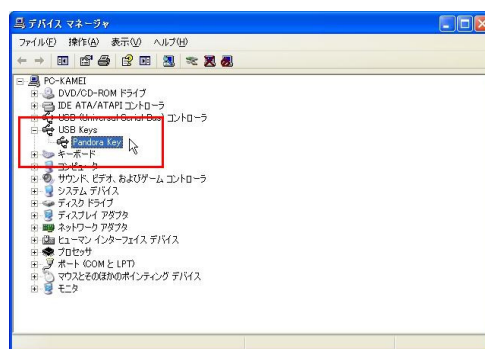 デバイス マネージャ
ファイル(F) 操作(A) 表示(V) ヘルプ(H)
PC-KAMEI
DVD/CD-ROM ドライブ
IDE ATA/ATAPI コントローラ
USB (Universal Serial Bus) コントローラ
USB Keys
Pandora Key
キーボード
コンピュータ
サウンド、ビデオ、およびゲーム コントローラ
システム デバイス
ディスク ドライブ
ディスプレイ アダプタ
ネットワーク アダプタ
ヒューマン インターフェイス デバイス
プロセッサ
ポート (COM と LPT)
マウスとそのほかのポインティング デバイス
モニタ